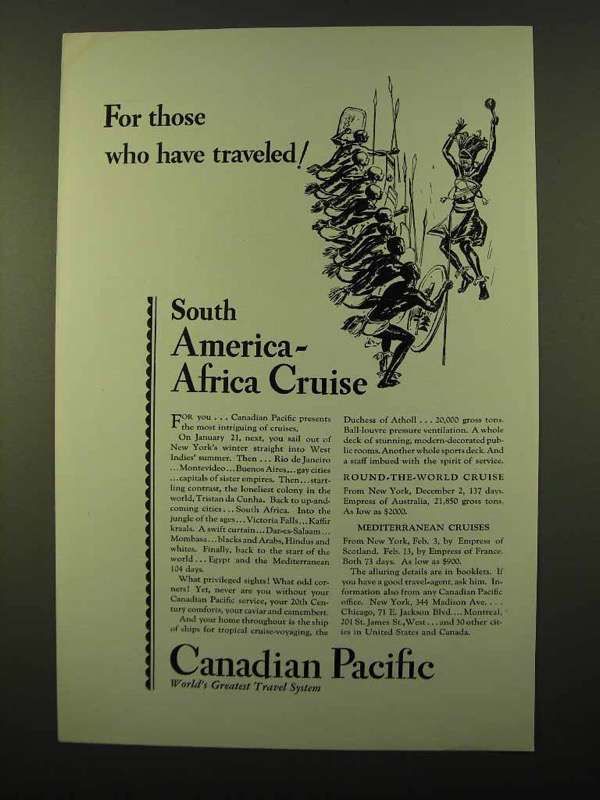 For those
who have traveled!
South
America-
Africa Cruise
FOR you . . . Canadian Pacific presents
the most intriguing of cruises,
On January 21, next, you sail out of
New York's winter straight into West
Indies' summer. Then . . . Rio de Janeiro
. . . Montevideo . . . Buenos Aires . . . gay cities
. . . capitals of sister empires. Then . . . start-
ling contrast, the loneliest colony in the
world, Tristan da Cunha. Back to up-and-
coming cities . . . South Africa. Into the
jungle of the ages . . . Victoria Falls . . . Kaffir
kraals. A swift curtain . . . Dar-es-Salaam . . .
Mombasa . . . blacks and Arabs, Hindus and
whites. Finally, back to the start of the
world . . . Egypt and the Mediterranean
104 days.
What privileged sights! What odd cor-
ners! Yet, never are you without your
Canadian Pacific service, your 20th Cen-
tury comforts, your caviar and camembert.
And your home throughout is the ship
of ships for tropical cruise-voyaging, the
Duchess of Atholl . . . 20,000 gross tons.
Ball-louvre pressure ventilation. A whole
deck of stunning, modern-decorated pub-
lic rooms. Another whole sports deck. And
a staff imbued with the spirit of service.
ROUND-THE-WORLD CRUISE
From New York, December 2, 137 days.
Empress of Australia, 21,850 gross tons.
As low as $2000.
MEDITERRANEAN CRUISES
From New York, Feb. 3, by Empress of
Scotland. Feb. 13, by Empress of France.
Both 73 days. As low as $900.
The alluring details are in booklets. If
you have a good travel-agent, ask him. In-
formation also from any Canadian Pacific
office. New York, 344 Madison Ave. . . .
Chicago, 71 E. Jackson Blvd. . . . Montreal,
201 St. James St., West . . . and 30 other cit-
ies in United States and Canada.
Canadian Pacific
World's Greatest Travel System